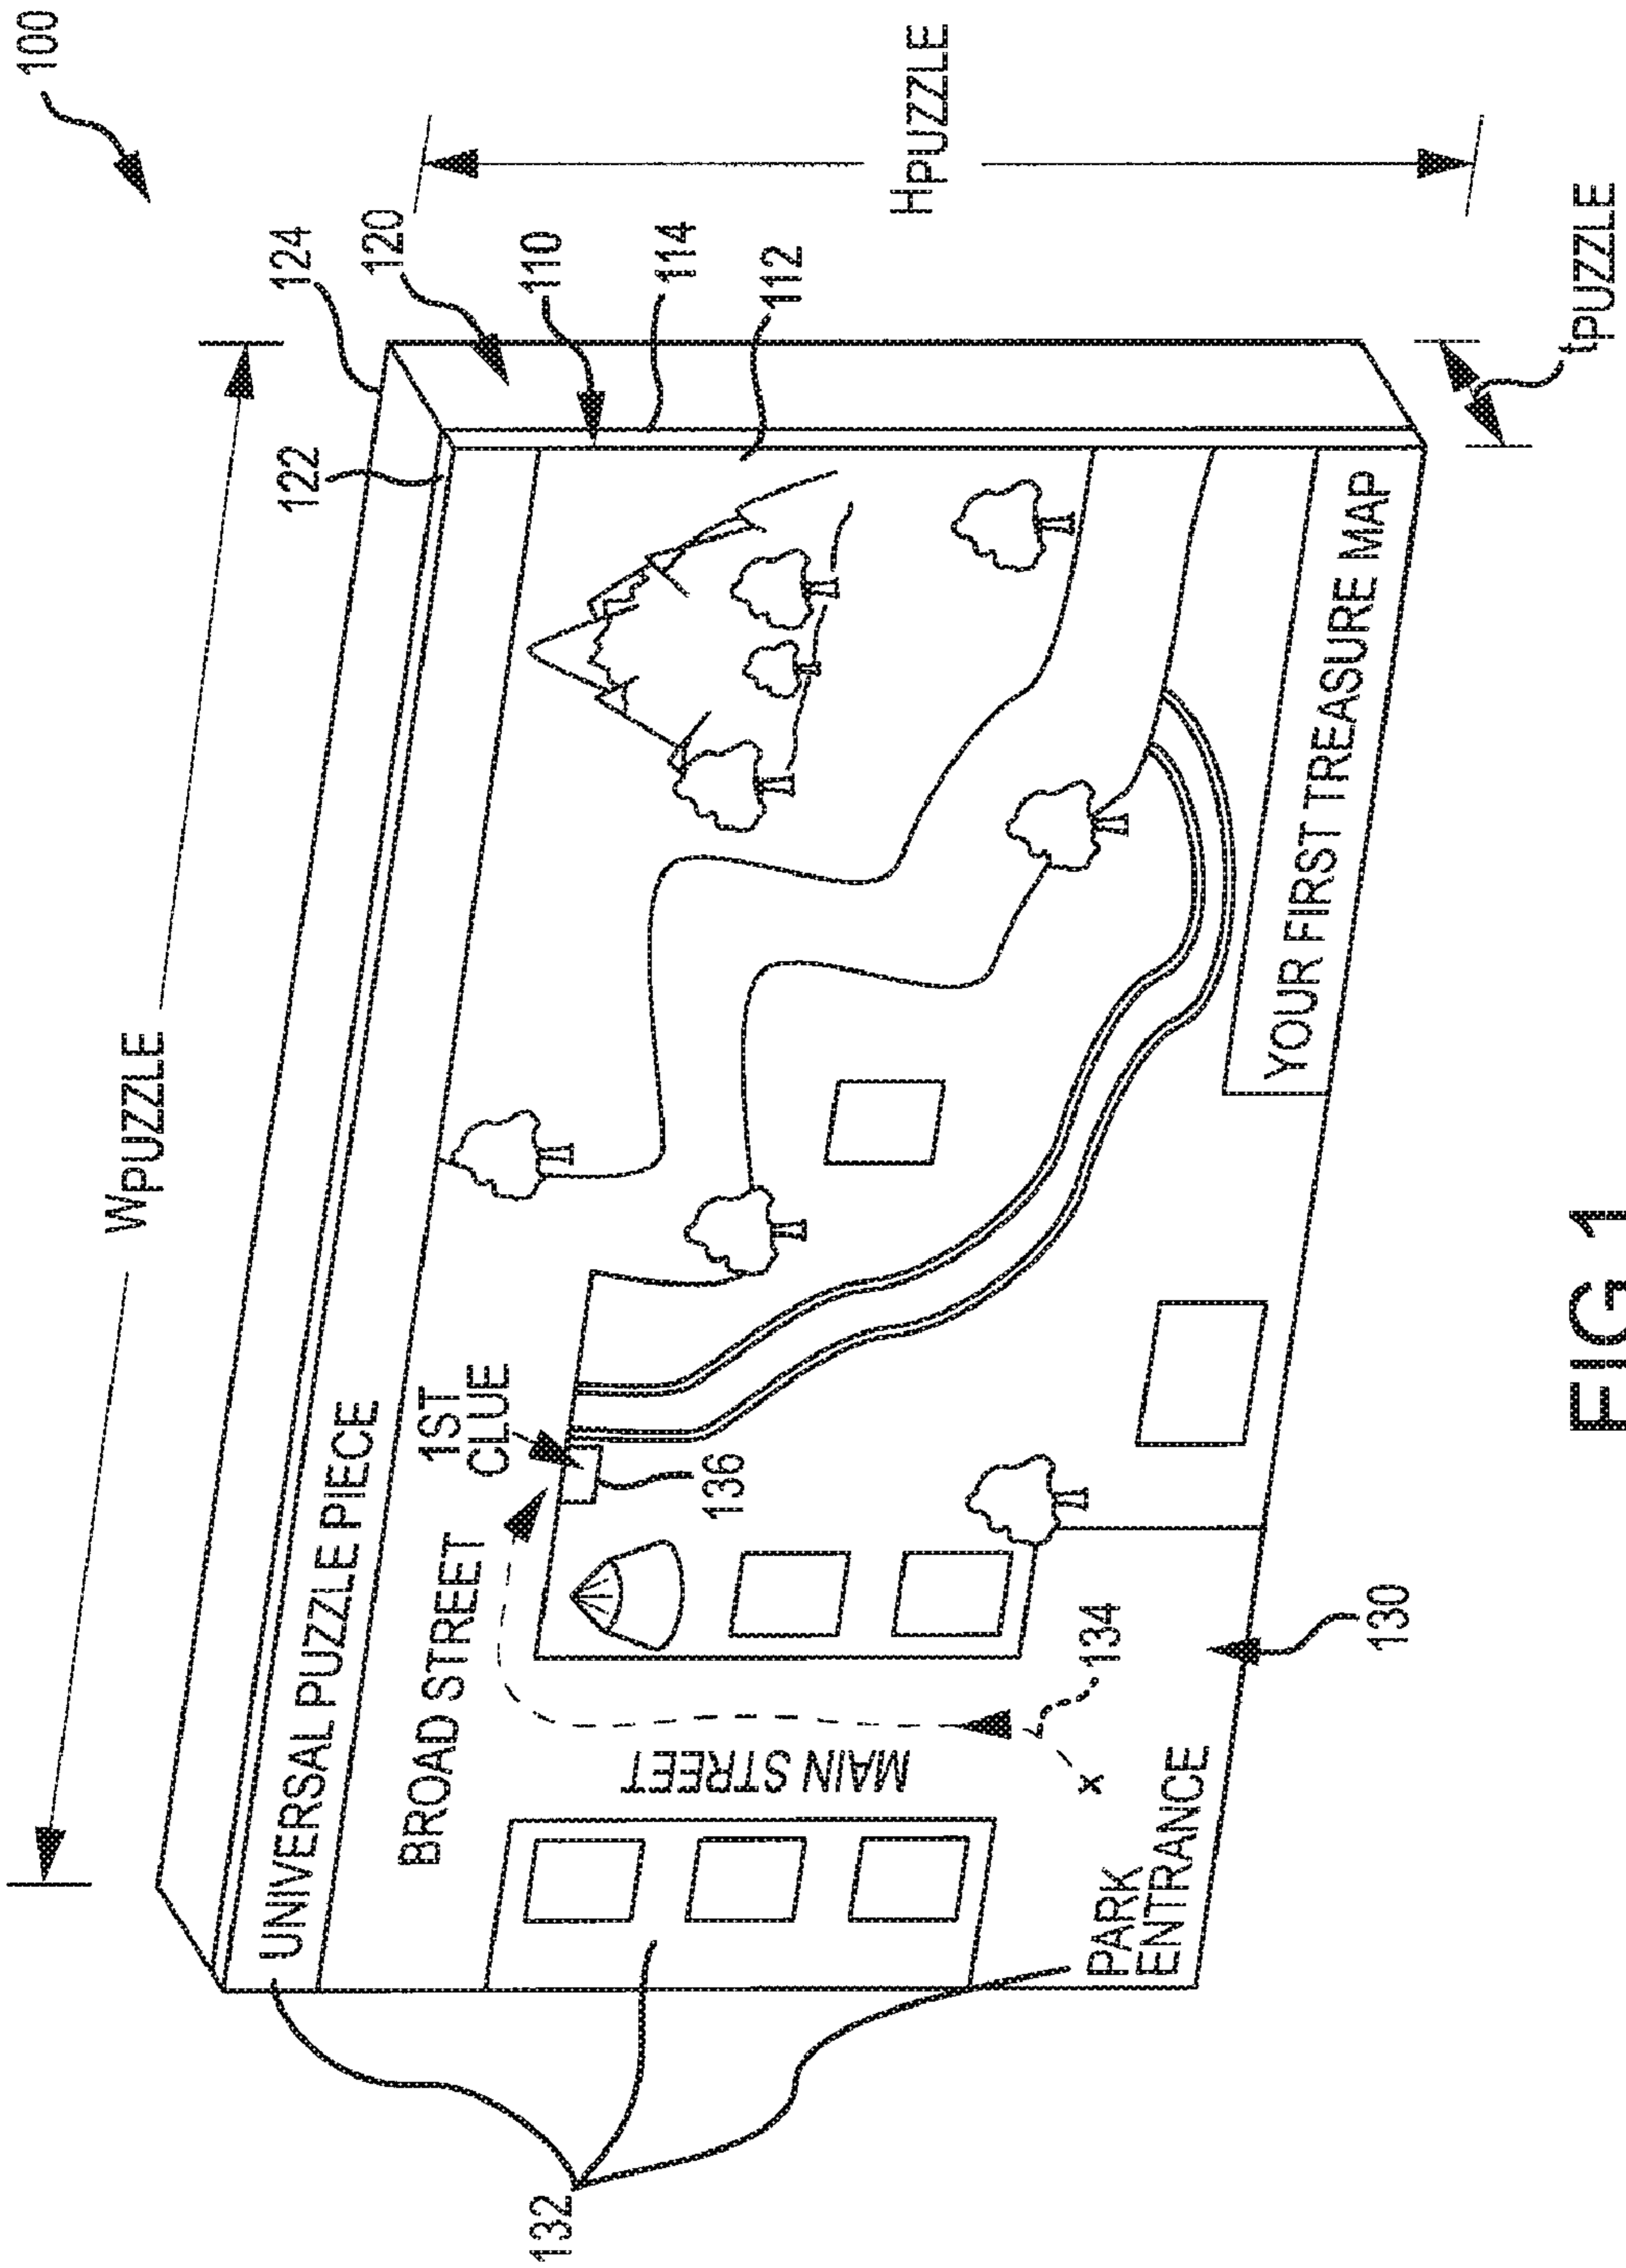 100
WPUZZLE
124
122
120
110
114
112
HPUZZLE
tPUZZLE
UNIVERSAL PUZZLE PIECE
BROAD STREET
1ST
CLUE
136
MAIN STREET
134
x
PARK
ENTRANCE
130
132
YOUR FIRST TREASURE MAP
FIG.1